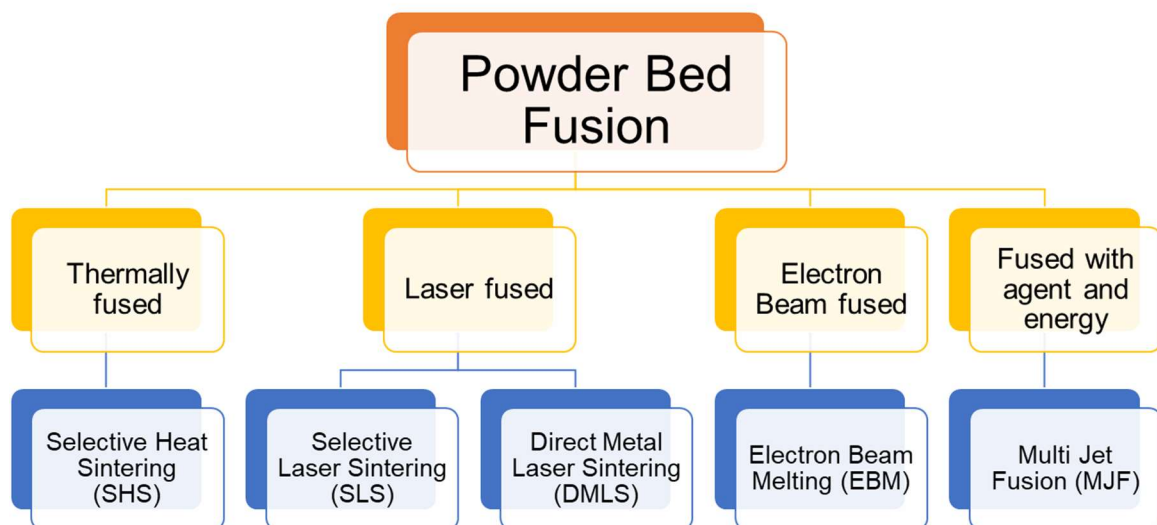 Powder Bed
Fusion
Thermally
fused
Laser fused
Electron
Beam fused
Fused with
agent and
energy
Selective Heat
Sintering
(SHS)
Selective
Laser Sintering
(SLS)
Direct Metal
Laser Sintering
(DMLS)
Electron Beam
Melting (EBM)
Multi Jet
Fusion (MJF)